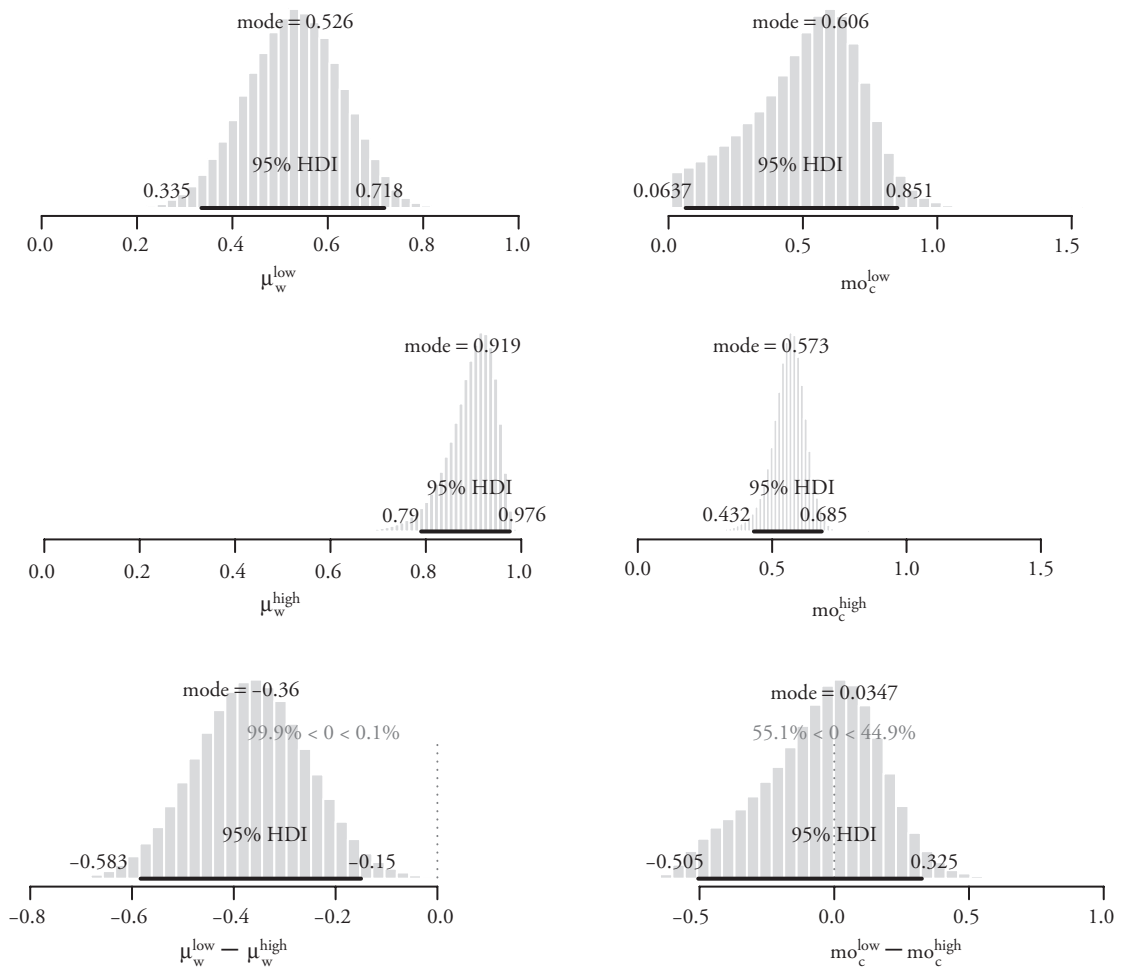 mode = 0.526
95% HDI
0.335 0.718
0.0 0.2 0.4 0.6 0.8 1.0
μ_w^low
mode = 0.606
95% HDI
0.0637 0.851
0.0 0.5 1.0 1.5
mo_c^low
mode = 0.919
95% HDI
0.79 0.976
0.0 0.2 0.4 0.6 0.8 1.0
μ_w^high
mode = 0.573
95% HDI
0.432 0.685
0.0 0.5 1.0 1.5
mo_c^high
mode = –0.36
99.9% < 0 < 0.1%
95% HDI
–0.583 –0.15
–0.8 –0.6 –0.4 –0.2 0.0
μ_w^low — μ_w^high
mode = 0.0347
55.1% < 0 < 44.9%
95% HDI
–0.505 0.325
–0.5 0.0 0.5 1.0
mo_c^low — mo_c^high